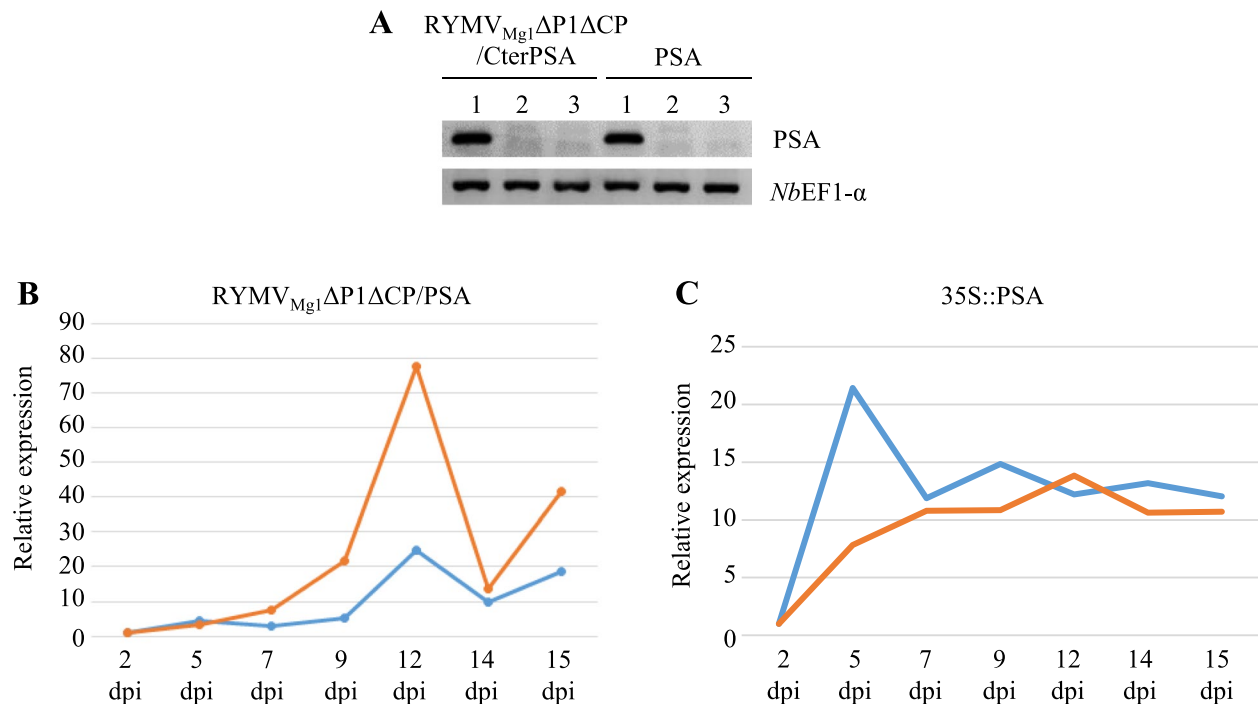 A RYMVMg1ΔP1ΔCP
/CterPSA PSA
1 2 3 1 2 3
PSA
NbEF1-α
B RYMVMg1ΔP1ΔCP/PSA
Relative expression
90
80
70
60
50
40
30
20
10
0
2 5 7 9 12 14 15
dpi dpi dpi dpi dpi dpi dpi
C 35S::PSA
Relative expression
25
20
15
10
5
0
2 5 7 9 12 14 15
dpi dpi dpi dpi dpi dpi dpi